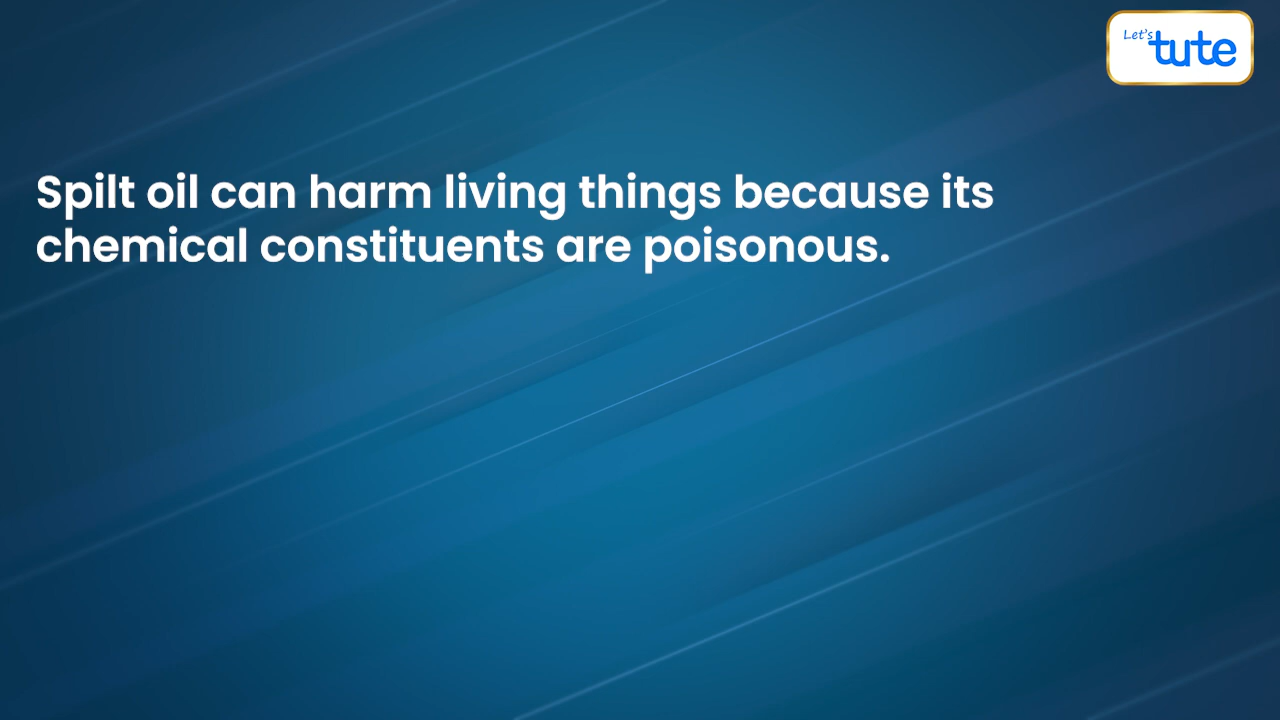 Let's tute
Spilt oil can harm living things because its
chemical constituents are poisonous.